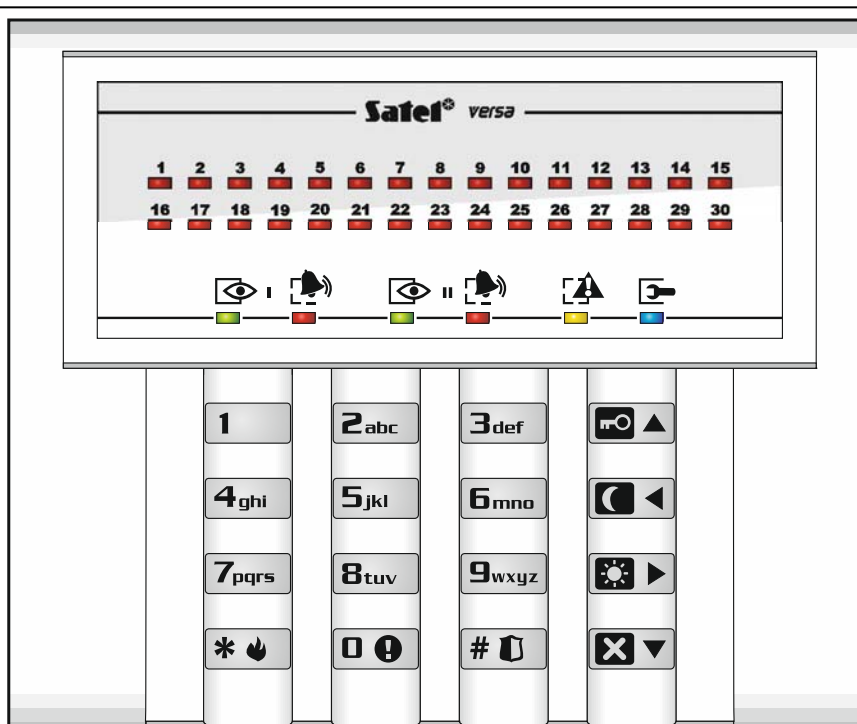 Satel® versa
1 2 3 4 5 6 7 8 9 10 11 12 13 14 15
16 17 18 19 20 21 22 23 24 25 26 27 28 29 30
I II
1 2abc 3def
4ghi 5jkl 6mno
7pqrs 8tuv 9wxyz
* 0 #